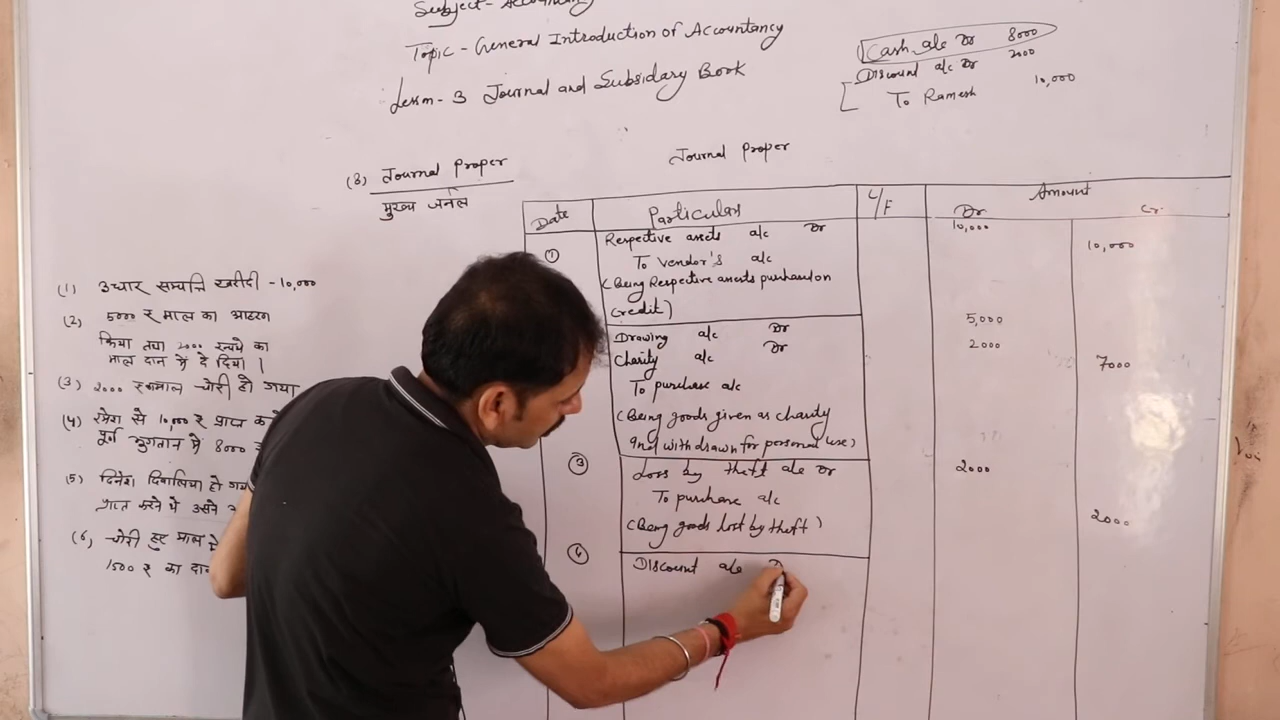 Subject- Accountancy
Topic - General Introduction of Accountancy
Lesson- 3 Journal and Subsidary Book
Cash a/c Dr 8000
Discount a/c Dr 2000
To Ramesh 10,000
(8) Journal Proper
मुख्य जर्नल
(1) उधार सम्पत्ति खरीदी - 10,000
(2) 5000 ₹ माल का आहरण
किया तथा 2000 रुपये का
माल दान में दे दिया ।
(3) 2000 ₹ का माल चोरी हो गया
(4) रमेश से 10,000 ₹ प्राप्त
पूर्ण भुगतान में 8000
(5) दिनेश दिवालिया हो गया
प्राप्त करने थे उसने
(6) चोरी हुए माल
1500 ₹ का
Journal Proper
Date Particulars L/F Amount
Dr Cr.
① Respective assets a/c Dr 10,000
To Vendor's a/c 10,000
(Being Respective assets purchased on
credit)
Drawing a/c Dr 5,000
Charity a/c Dr 2000
To purchase a/c 7000
(Being goods given as charity
and withdrawn for personal use)
③ Loss by theft a/c Dr 2000
To purchase a/c
(Being goods lost by theft) 2000
④ Discount a/c D